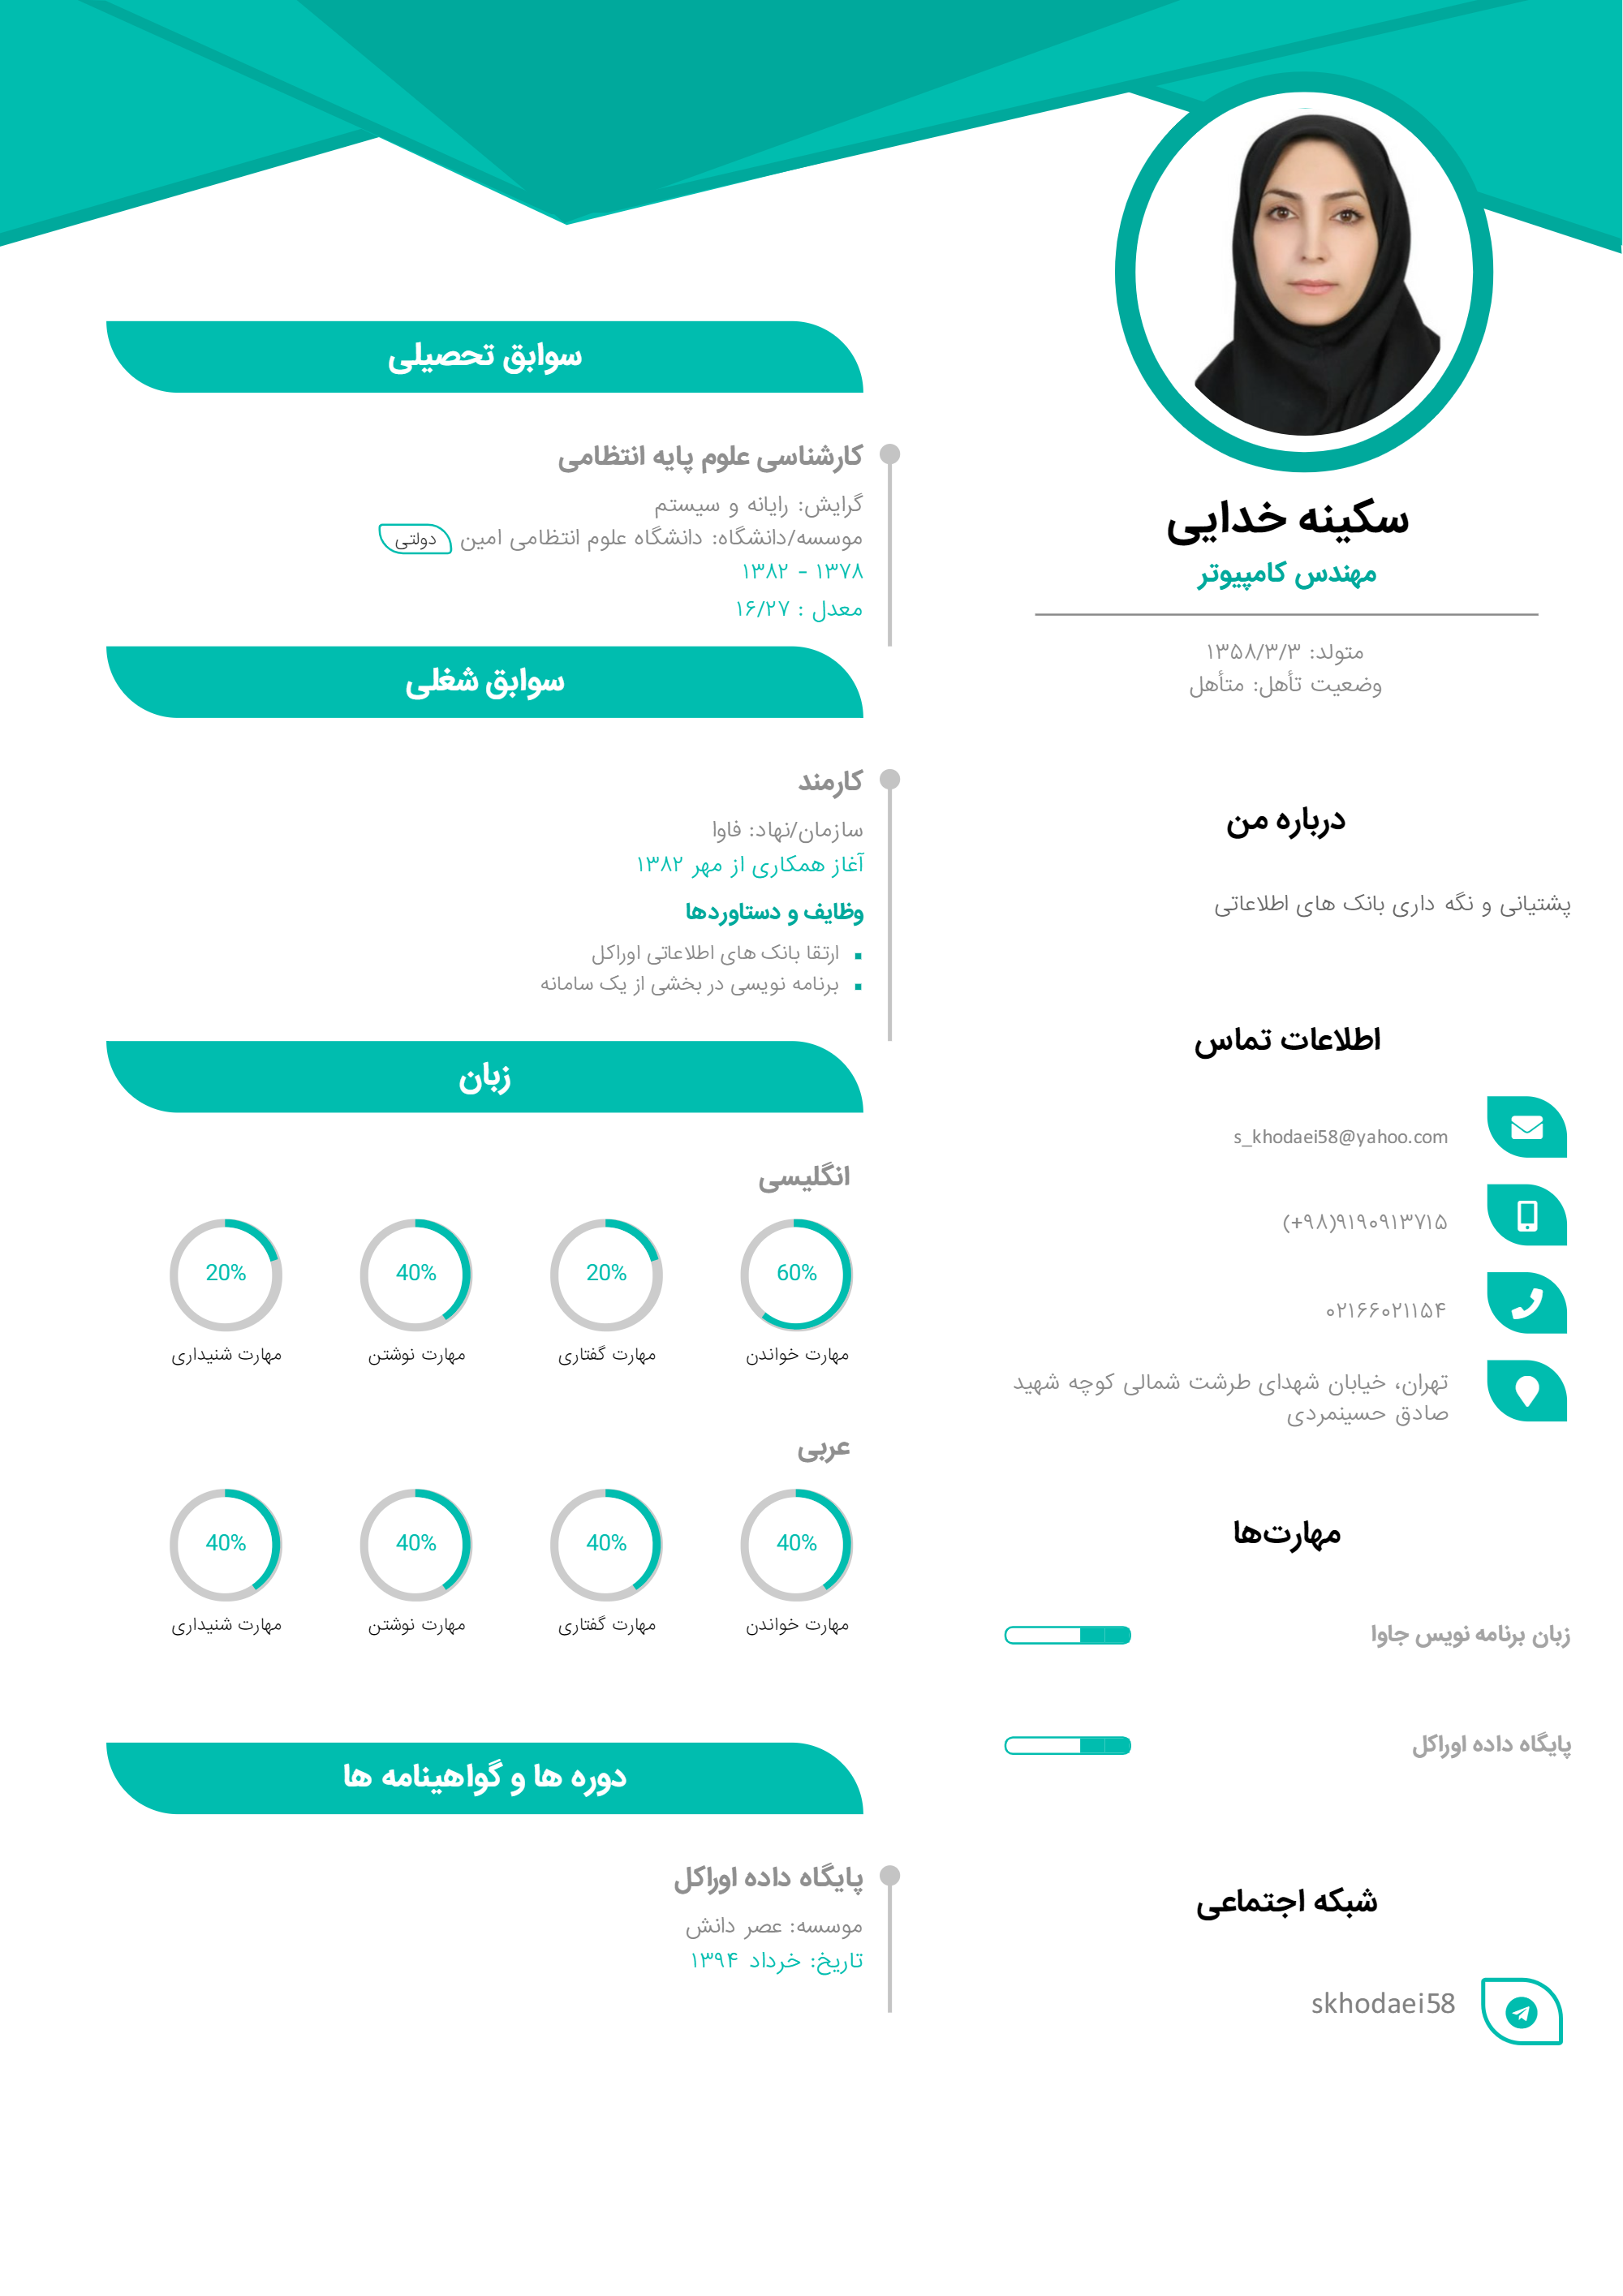 سکینه خدایی
مهندس کامپیوتر
متولد: ۱۳۵۸/۳/۳
وضعیت تأهل: متأهل
درباره من
پشتیانی و نگه داری بانک های اطلاعاتی
اطلاعات تماس
s_khodaei58@yahoo.com
(+۹۸)۹۱۹۰۹۱۳۷۱۵
۰۲۱۶۶۰۲۱۱۵۴
تهران، خیابان شهدای طرشت شمالی کوچه شهید
صادق حسینمردی
مهارت‌ها
زبان برنامه نویس جاوا
پایگاه داده اوراکل
شبکه اجتماعی
skhodaei58
سوابق تحصیلی
کارشناسی علوم پایه انتظامی
گرایش: رایانه و سیستم
موسسه/دانشگاه: دانشگاه علوم انتظامی امین دولتی
۱۳۷۸ - ۱۳۸۲
معدل : ۱۶/۲۷
سوابق شغلی
کارمند
سازمان/نهاد: فاوا
آغاز همکاری از مهر ۱۳۸۲
وظایف و دستاوردها
ارتقا بانک های اطلاعاتی اوراکل
برنامه نویسی در بخشی از یک سامانه
زبان
انگلیسی
60% 20% 40% 20%
مهارت خواندن مهارت گفتاری مهارت نوشتن مهارت شنیداری
عربی
40% 40% 40% 40%
مهارت خواندن مهارت گفتاری مهارت نوشتن مهارت شنیداری
دوره ها و گواهینامه ها
پایگاه داده اوراکل
موسسه: عصر دانش
تاریخ: خرداد ۱۳۹۴